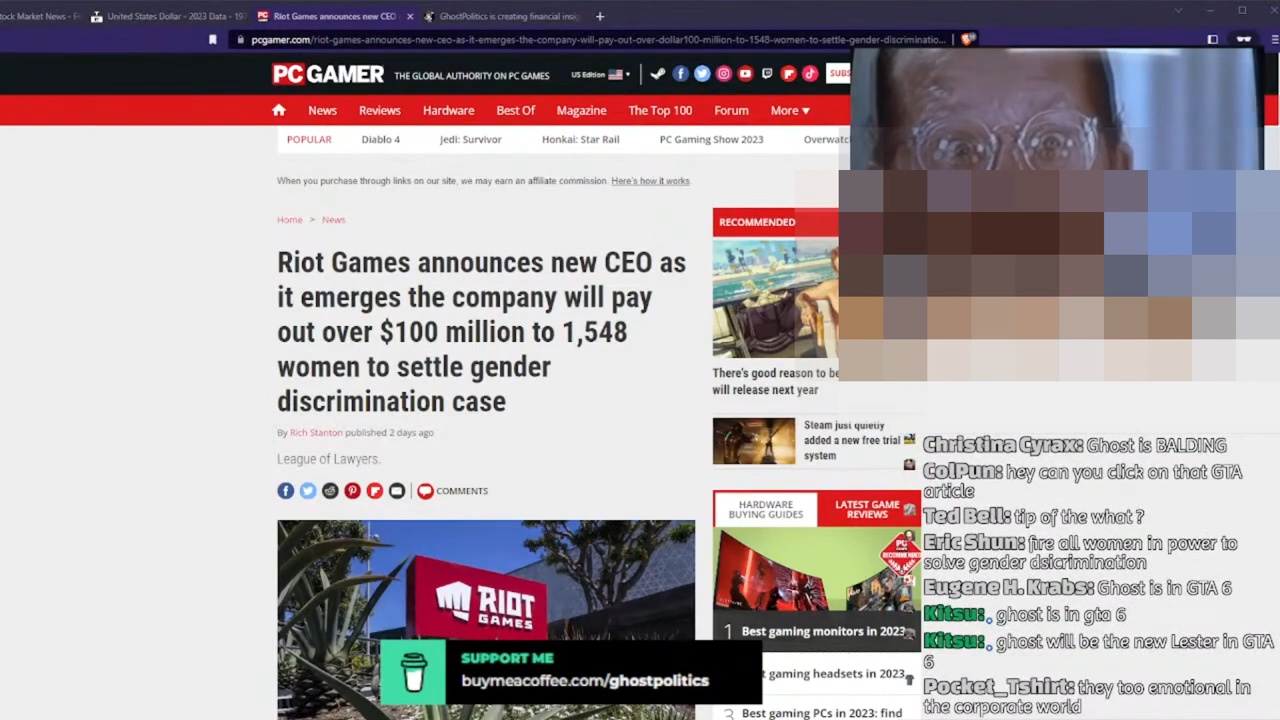 tock Market News - F
United States Dollar - 2023 Data - 197
Riot Games announces new CEO
GhostPolitics is creating financial insig
pcgamer.com/riot-games-announces-new-ceo-as-it-emerges-the-company-will-pay-out-over-dollar100-million-to-1548-women-to-settle-gender-discriminatio...
PC GAMER THE GLOBAL AUTHORITY ON PC GAMES
US Edition
SUBS
News Reviews Hardware Best Of Magazine The Top 100 Forum More
POPULAR Diablo 4 Jedi: Survivor Honkai: Star Rail PC Gaming Show 2023 Overwatc
When you purchase through links on our site, we may earn an affiliate commission. Here's how it works.
Home > News
Riot Games announces new CEO as
it emerges the company will pay
out over $100 million to 1,548
women to settle gender
discrimination case
By Rich Stanton published 2 days ago
League of Lawyers.
COMMENTS
RIOT
GAMES
SUPPORT ME
buymeacoffee.com/ghostpolitics
RECOMMENDED
There's good reason to be
will release next year
Steam just quietly
added a new free trial
system
HARDWARE
BUYING GUIDES
LATEST GAME
REVIEWS
PC GAMER
RECOMMENDED
1 Best gaming monitors in 2023
t gaming headsets in 2023
3 Best gaming PCs in 2023: find
Christina Cyrax: Ghost is BALDING
ColPun: hey can you click on that GTA
article
Ted Bell: tip of the what ?
Eric Shun: fire all women in power to
solve gender dsicrimination
Eugene H. Krabs: Ghost is in GTA 6
Kitsu: ghost is in gta 6
Kitsu: ghost will be the new Lester in GTA
6
Pocket_Tshirt: they too emotional in
the corporate world